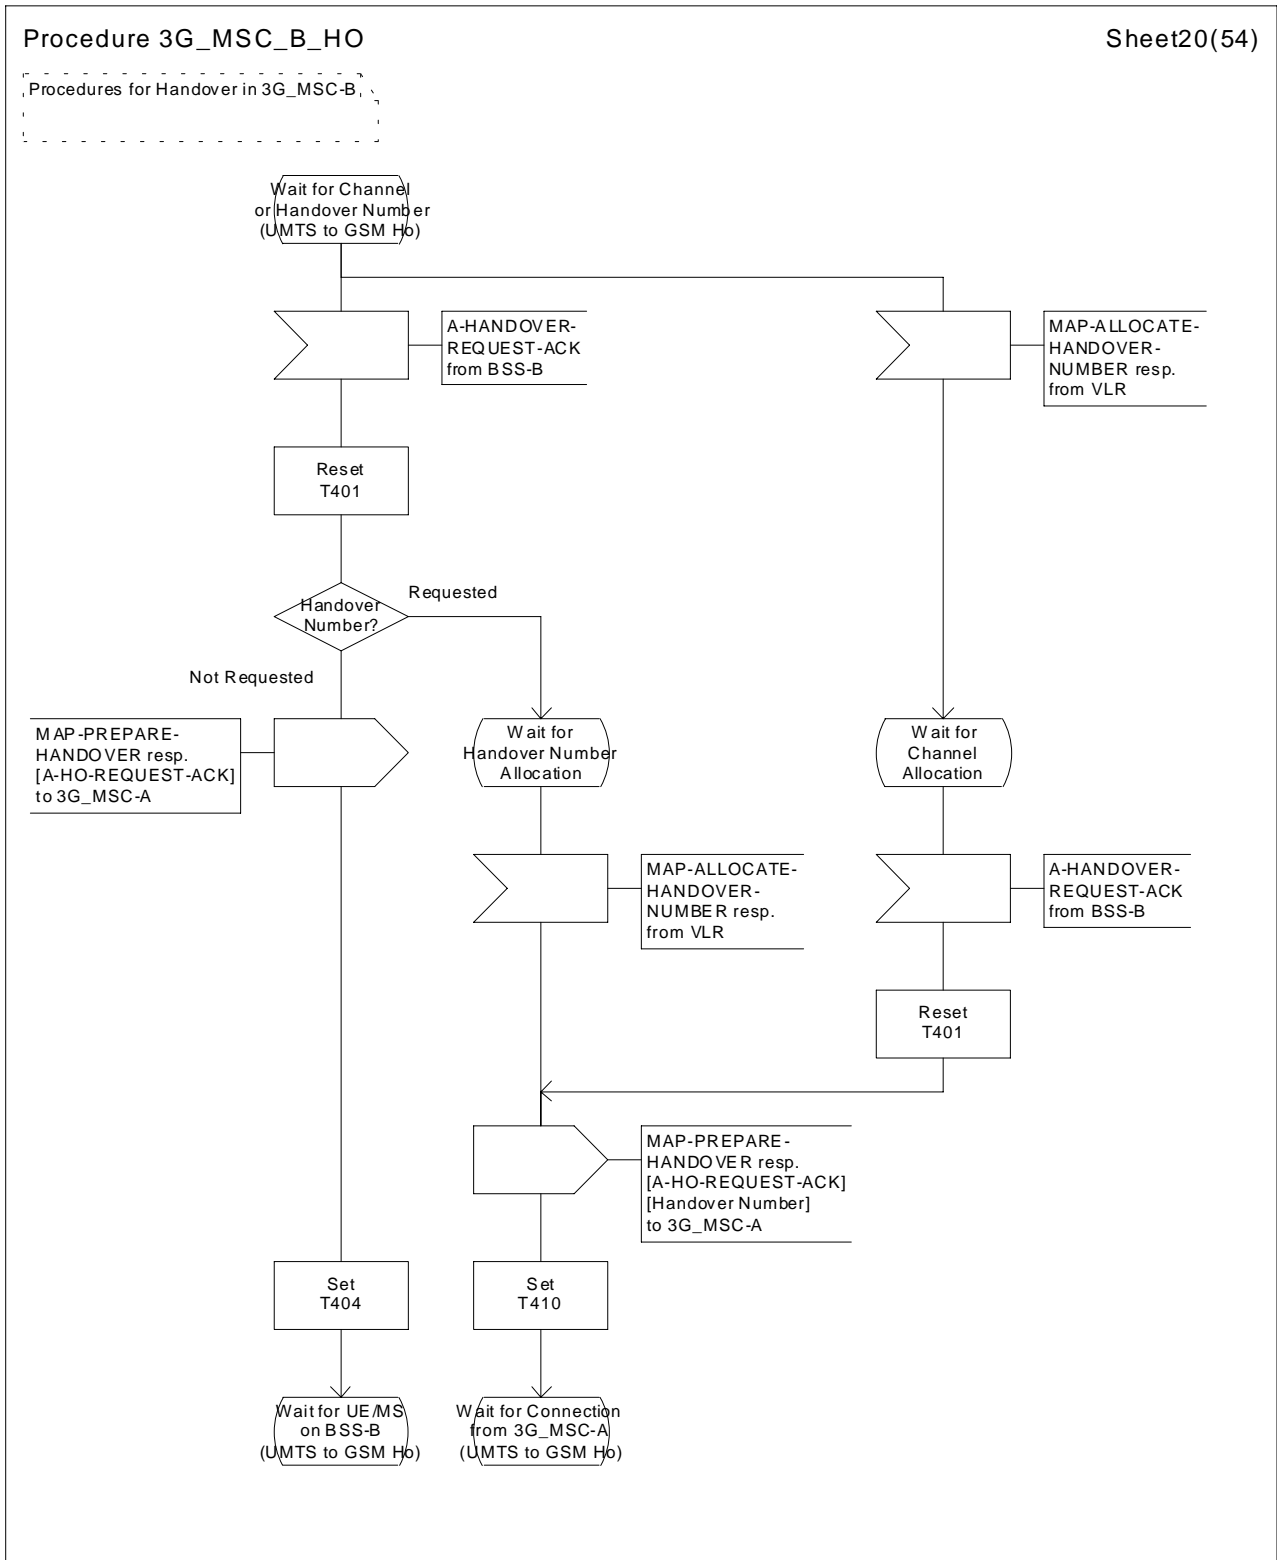 Procedure 3G_MSC_B_HO
Sheet20(54)
Procedures for Handover in 3G_MSC-B
Wait for Channel
or Handover Number
(UMTS to GSM Ho)
A-HANDOVER-
REQUEST-ACK
from BSS-B
MAP-ALLOCATE-
HANDOVER-
NUMBER resp.
from VLR
Reset
T401
Handover
Number?
Requested
Not Requested
MAP-PREPARE-
HANDOVER resp.
[A-HO-REQUEST-ACK]
to 3G_MSC-A
Wait for
Handover Number
Allocation
Wait for
Channel
Allocation
MAP-ALLOCATE-
HANDOVER-
NUMBER resp.
from VLR
A-HANDOVER-
REQUEST-ACK
from BSS-B
Reset
T401
MAP-PREPARE-
HANDOVER resp.
[A-HO-REQUEST-ACK]
[Handover Number]
to 3G_MSC-A
Set
T404
Set
T410
Wait for UE/MS
on BSS-B
(UMTS to GSM Ho)
Wait for Connection
from 3G_MSC-A
(UMTS to GSM Ho)